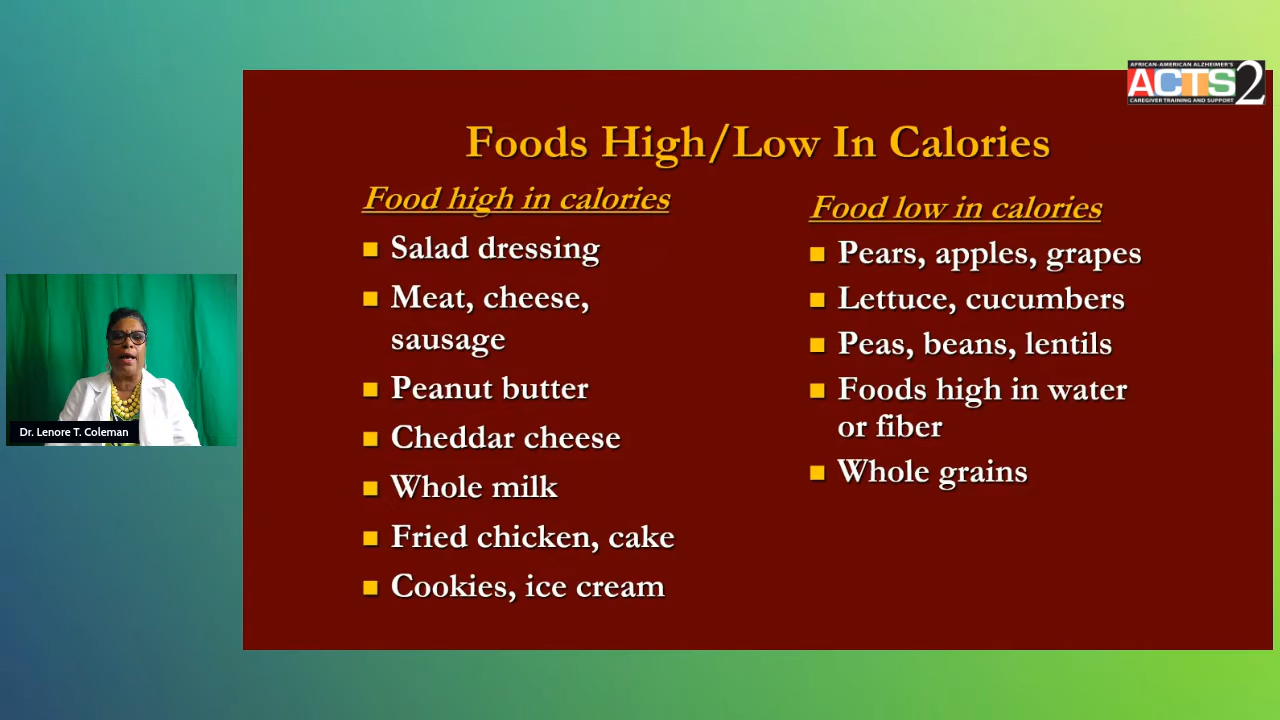 AFRICAN-AMERICAN ALZHEIMER'S
ACTS2
CAREGIVER TRAINING AND SUPPORT
Foods High/Low In Calories
Food high in calories
Salad dressing
Meat, cheese,
sausage
Peanut butter
Cheddar cheese
Whole milk
Fried chicken, cake
Cookies, ice cream
Food low in calories
Pears, apples, grapes
Lettuce, cucumbers
Peas, beans, lentils
Foods high in water
or fiber
Whole grains
Dr. Lenore T. Coleman